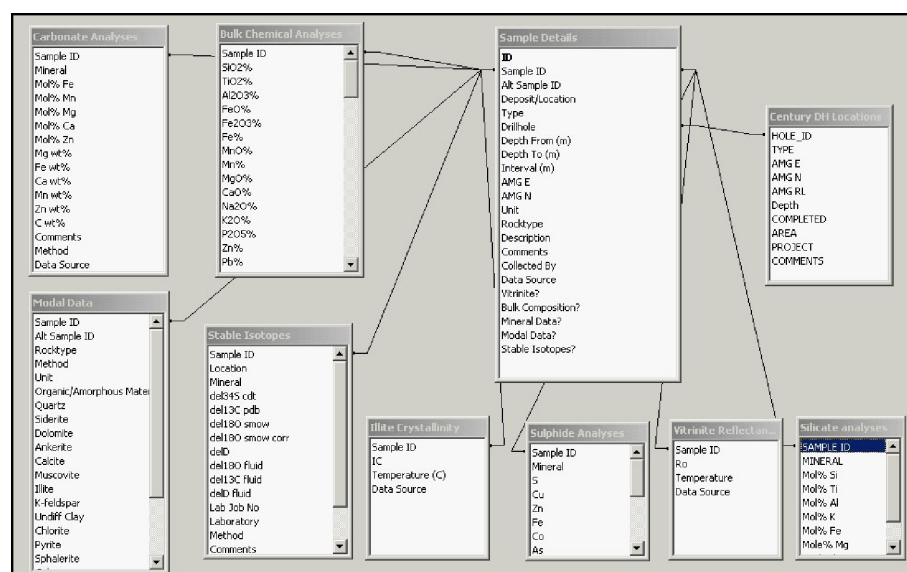 Carbonate Analyses
Sample ID
Mineral
Mol% Fe
Mol% Mn
Mol% Mg
Mol% Ca
Mol% Zn
Mg wt%
Fe wt%
Ca wt%
Mn wt%
Zn wt%
C wt%
Comments
Method
Data Source
Bulk Chemical Analyses
Sample ID
SiO2%
TiO2%
Al2O3%
FeO%
Fe2O3%
Fe%
MnO%
Mn%
MgO%
CaO%
Na2O%
K2O%
P2O5%
Zn%
Pb%
Sample Details
ID
Sample ID
Alt Sample ID
Deposit/Location
Type
Drillhole
Depth From (m)
Depth To (m)
Interval (m)
AMG E
AMG N
Unit
Rocktype
Description
Comments
Collected By
Data Source
Vitrinite?
Bulk Composition?
Mineral Data?
Modal Data?
Stable Isotopes?
Century DH Locations
HOLE_ID
TYPE
AMG E
AMG N
AMG RL
Depth
COMPLETED
AREA
PROJECT
COMMENTS
Modal Data
Sample ID
Alt Sample ID
Rocktype
Method
Unit
Organic/Amorphous Mater
Quartz
Siderite
Dolomite
Ankerite
Calcite
Muscovite
Illite
K-feldspar
Undiff Clay
Chlorite
Pyrite
Sphalerite
Stable Isotopes
Sample ID
Location
Mineral
del34S cdt
del13C pdb
del18O smow
del18O smow corr
delD
del18O fluid
del13C fluid
delD fluid
Lab Job No
Laboratory
Method
Comments
Illite Crystallinity
Sample ID
IC
Temperature (C)
Data Source
Sulphide Analyses
Sample ID
Mineral
S
Cu
Zn
Fe
Co
As
Vitrinite Reflectan...
Sample ID
Ro
Temperature
Data Source
Silicate analyses
SAMPLE ID
MINERAL
Mol% Si
Mol% Ti
Mol% Al
Mol% K
Mol% Fe
Mole% Mg